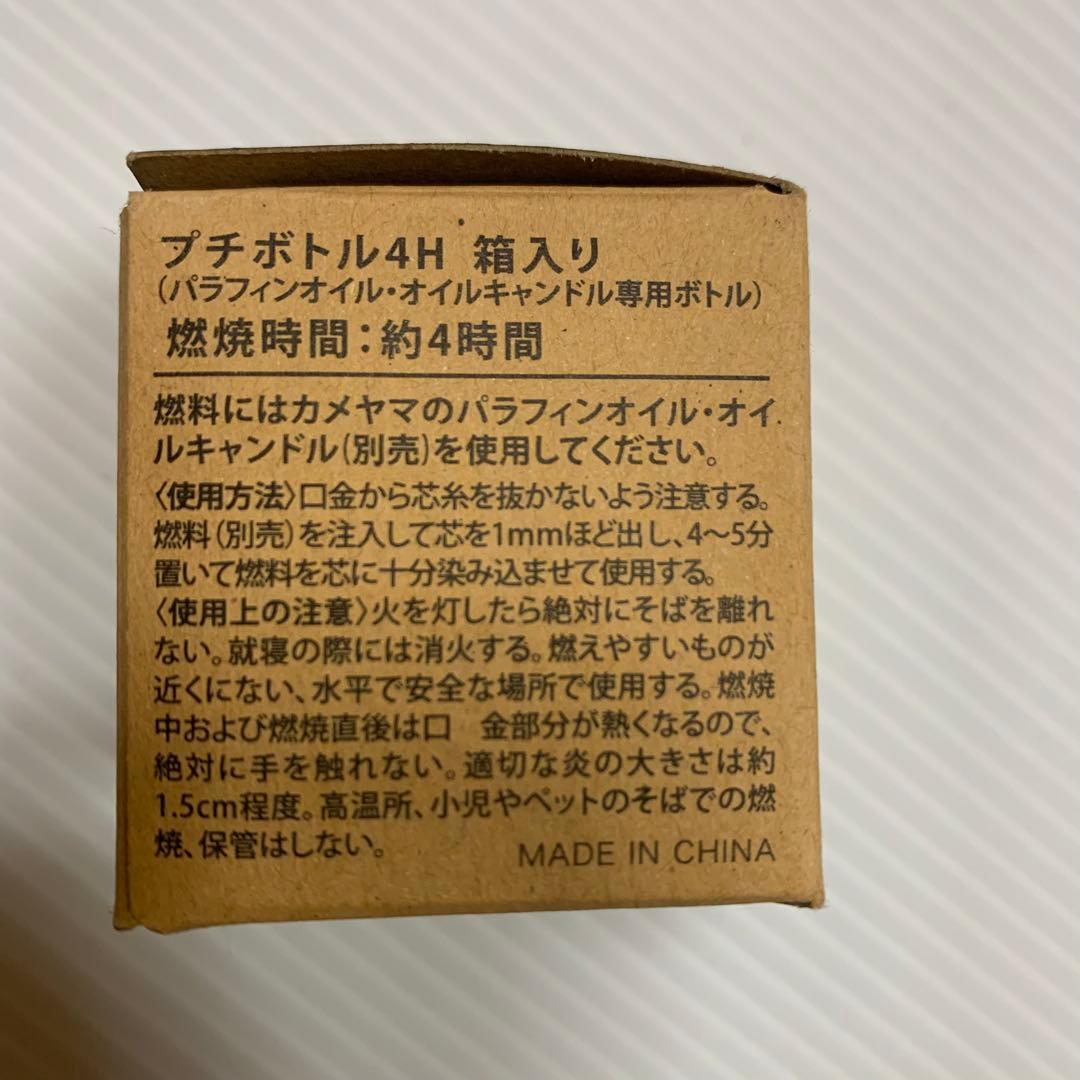 プチボトル4H 箱入り
(パラフィンオイル・オイルキャンドル専用ボトル)
燃焼時間：約4時間
燃料にはカメヤマのパラフィンオイル・オイ
ルキャンドル(別売)を使用してください。
〈使用方法〉口金から芯糸を抜かないよう注意する。
燃料(別売)を注入して芯を1mmほど出し、4〜5分
置いて燃料を芯に十分染み込ませて使用する。
〈使用上の注意〉火を灯したら絶対にそばを離れ
ない。就寝の際には消火する。燃えやすいものが
近くにない、水平で安全な場所で使用する。燃焼
中および燃焼直後は口　金部分が熱くなるので、
絶対に手を触れない。適切な炎の大きさは約
1.5cm程度。高温所、小児やペットのそばでの燃
焼、保管はしない。
MADE IN CHINA